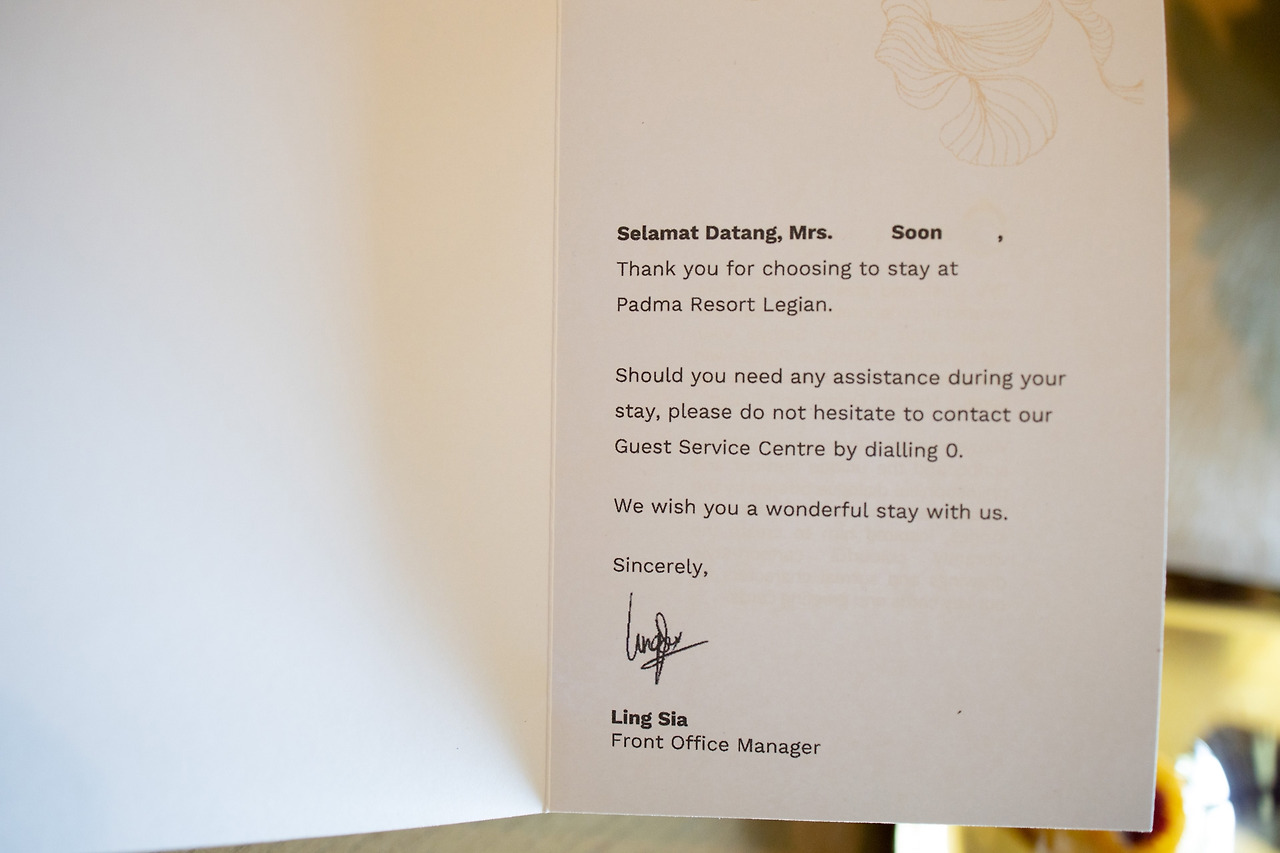 Selamat Datang, Mrs. Soon ,
Thank you for choosing to stay at
Padma Resort Legian.
Should you need any assistance during your
stay, please do not hesitate to contact our
Guest Service Centre by dialling 0.
We wish you a wonderful stay with us.
Sincerely,
Ling Sia
Front Office Manager